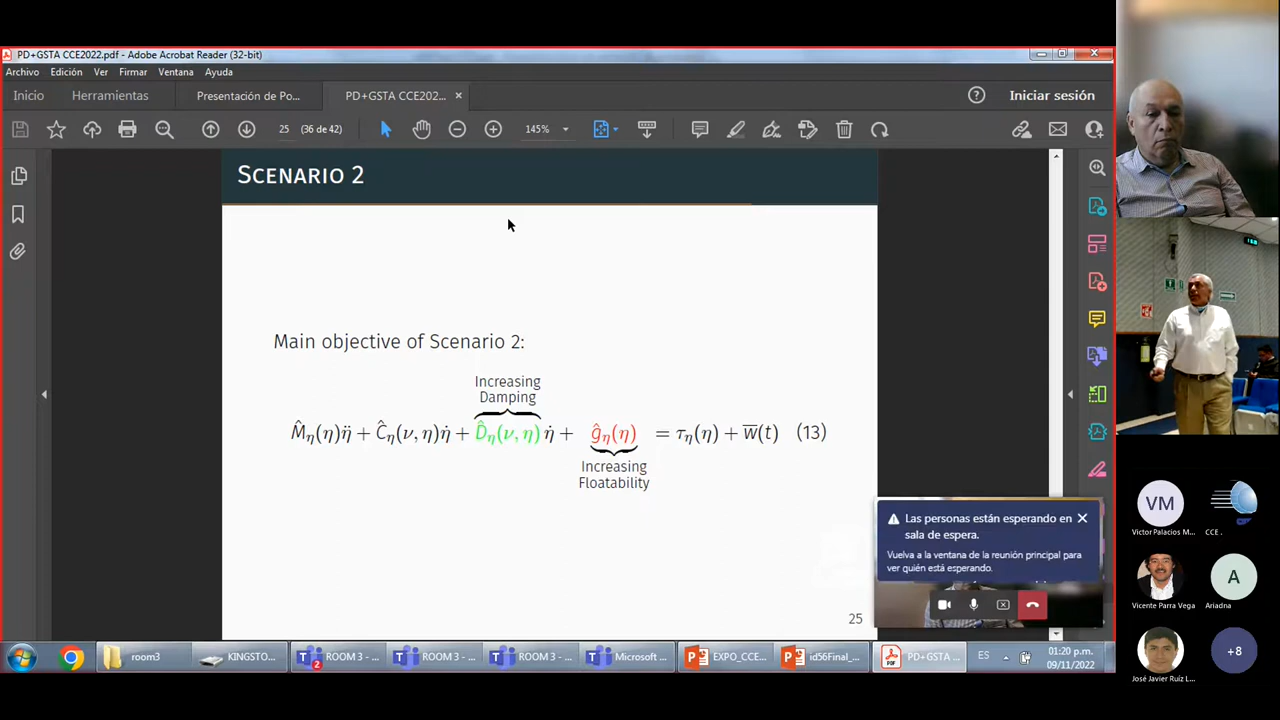 PD+GSTA CCE2022.pdf - Adobe Acrobat Reader (32-bit)
Archivo Edición Ver Firmar Ventana Ayuda
Inicio Herramientas Presentación de Po... PD+GSTA CCE202... × ? Iniciar sesión
25 (36 de 42) 145%
SCENARIO 2
Main objective of Scenario 2:
Increasing
Damping
M̂η(η)η̈ + Ĉη(ν, η)η̇ + D̂η(ν, η) η̇ + ĝη(η) = τη(η) + w̅(t) (13)
Increasing
Floatability
25
Las personas están esperando en
sala de espera.
Vuelva a la ventana de la reunión principal para
ver quién está esperando.
VM
Victor Palacios M...
CCE .
Vicente Parra Vega
A
Ariadna
José Javier Ruíz L...
+8
room3 KINGSTO... 2 ROOM 3 - ... ROOM 3 - ... ROOM 3 - ... Microsoft ... EXPO_CCE... id56Final_... PD+GSTA ... ES 01:20 p.m.
09/11/2022